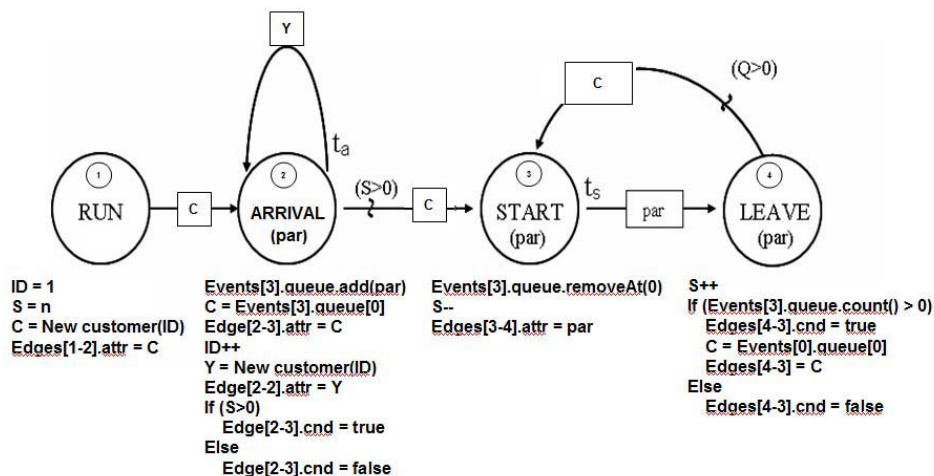 Y
(Q>0)
C
tₐ
1
2
3
4
(S>0)
tₛ
RUN
C
ARRIVAL
(par)
C
START
(par)
par
LEAVE
(par)
ID = 1
S = n
C = New customer(ID)
Edges[1-2].attr = C
Events[3].queue.add(par)
C = Events[3].queue[0]
Edge[2-3].attr = C
ID++
Y = New customer(ID)
Edge[2-2].attr = Y
If (S>0)
Edge[2-3].cnd = true
Else
Edge[2-3].cnd = false
Events[3].queue.removeAt(0)
S--
Edges[3-4].attr = par
S++
If (Events[3].queue.count() > 0)
Edges[4-3].cnd = true
C = Events[0].queue[0]
Edges[4-3] = C
Else
Edges[4-3].cnd = false